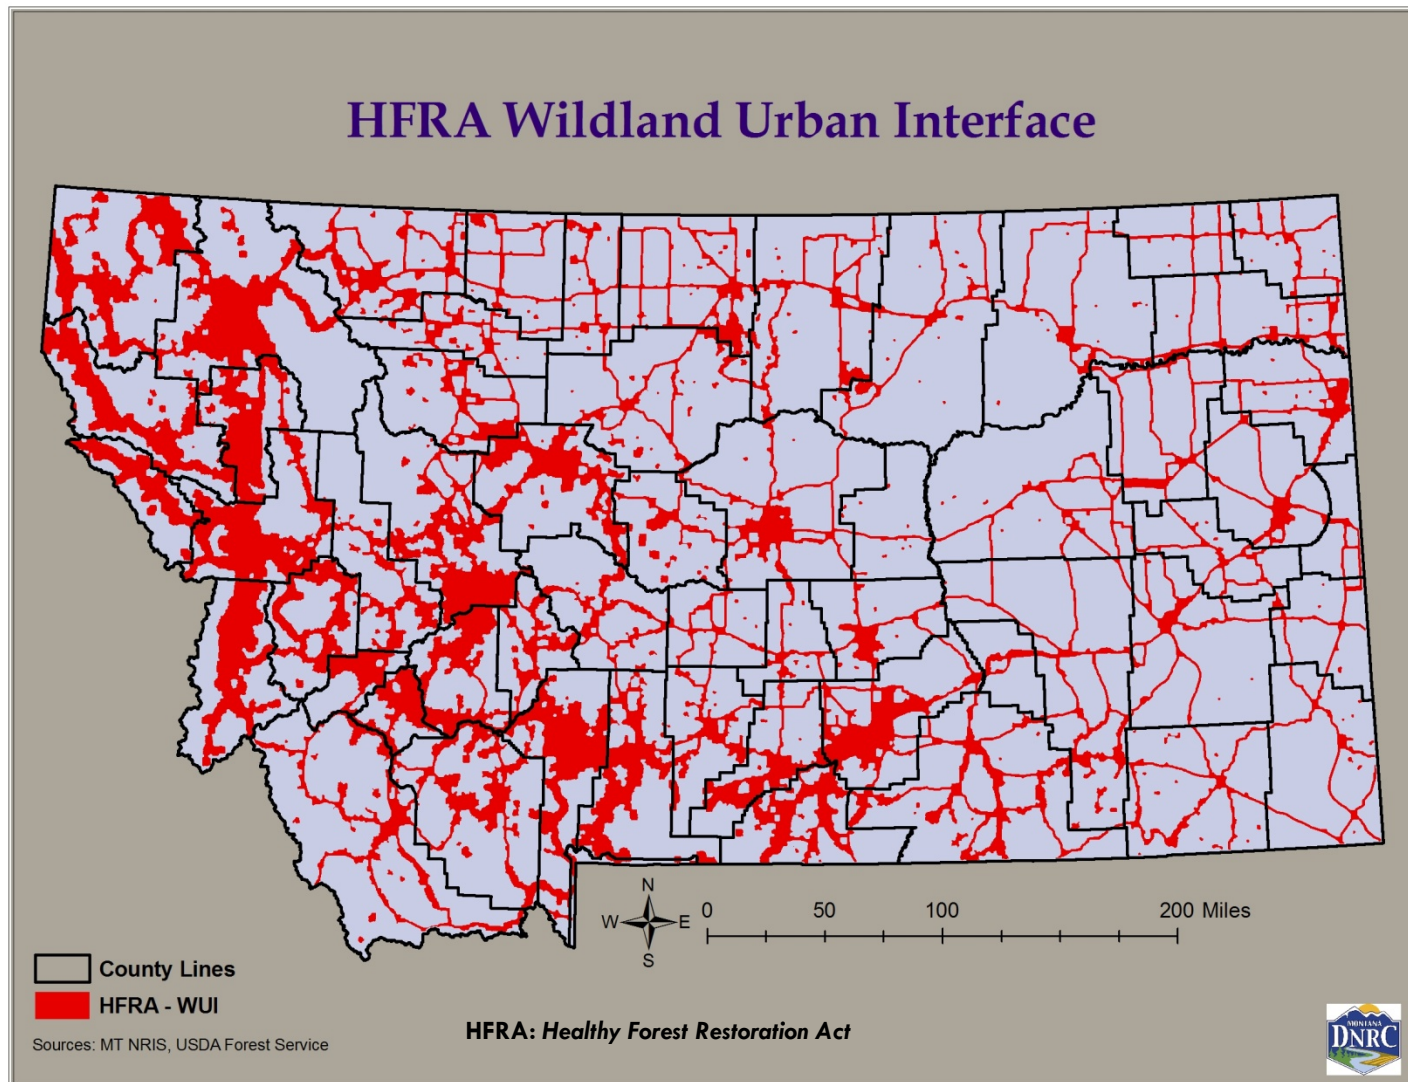 HFRA Wildland Urban Interface
N
W E
S
0 50 100 200 Miles
County Lines
HFRA - WUI
HFRA: Healthy Forest Restoration Act
Sources: MT NRIS, USDA Forest Service
MONTANA
DNRC